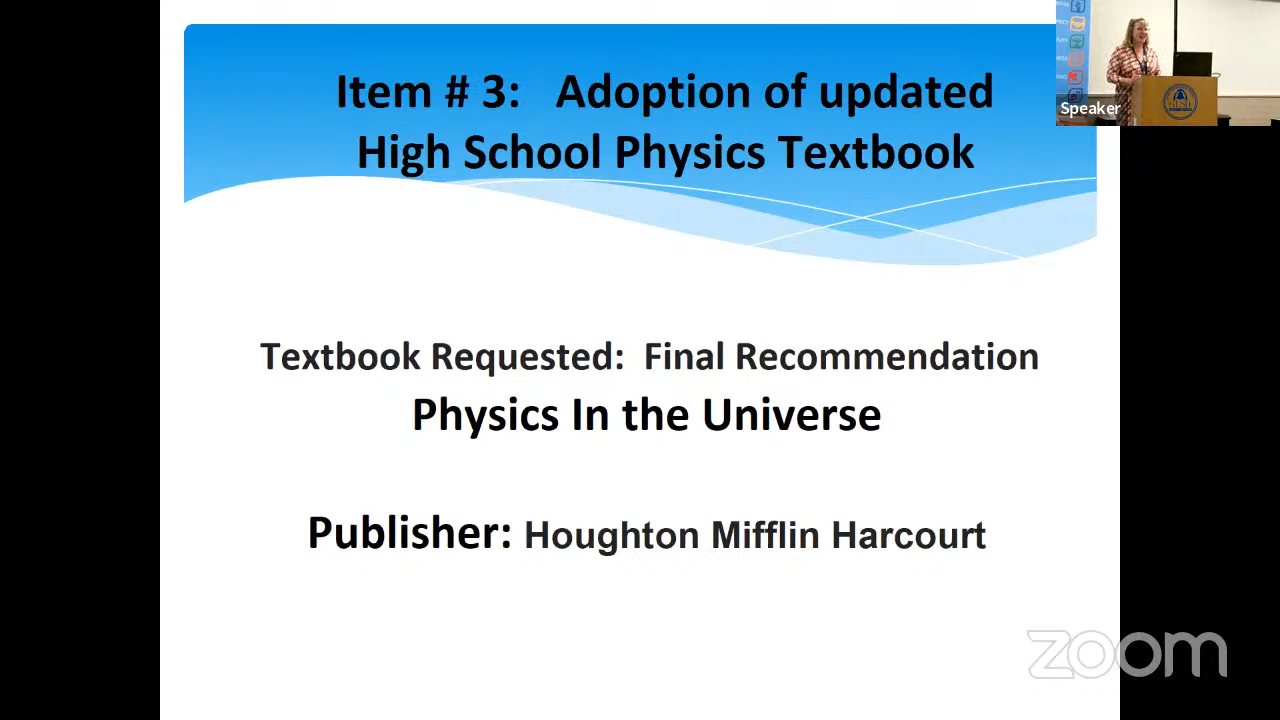 Item # 3: Adoption of updated
High School Physics Textbook
Speaker
Textbook Requested: Final Recommendation
Physics In the Universe
Publisher: Houghton Mifflin Harcourt
zoom